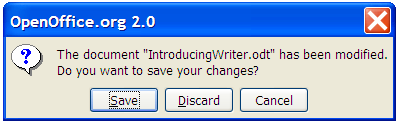 OpenOffice.org 2.0
The document "IntroducingWriter.odt" has been modified.
Do you want to save your changes?
Save Discard Cancel